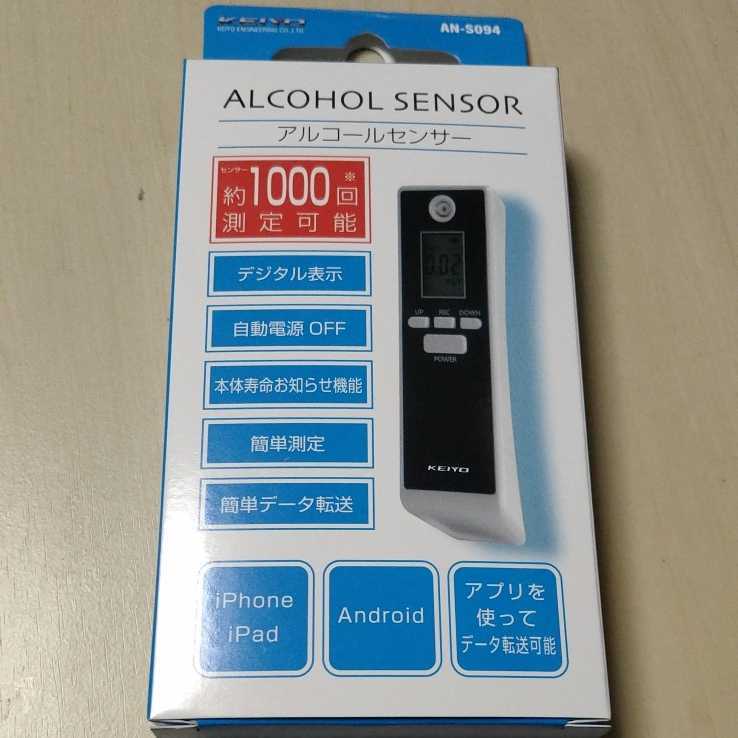 KEIYO
KEIYO ENGINEERING CO.,LTD.
AN-S094
ALCOHOL SENSOR
アルコールセンサー
センサー
約1000回※
測定可能
デジタル表示
自動電源 OFF
本体寿命お知らせ機能
簡単測定
簡単データ転送
0.02
UP REC DOWN
POWER
KEIYO
iPhone
iPad
Android
アプリを
使って
データ転送可能